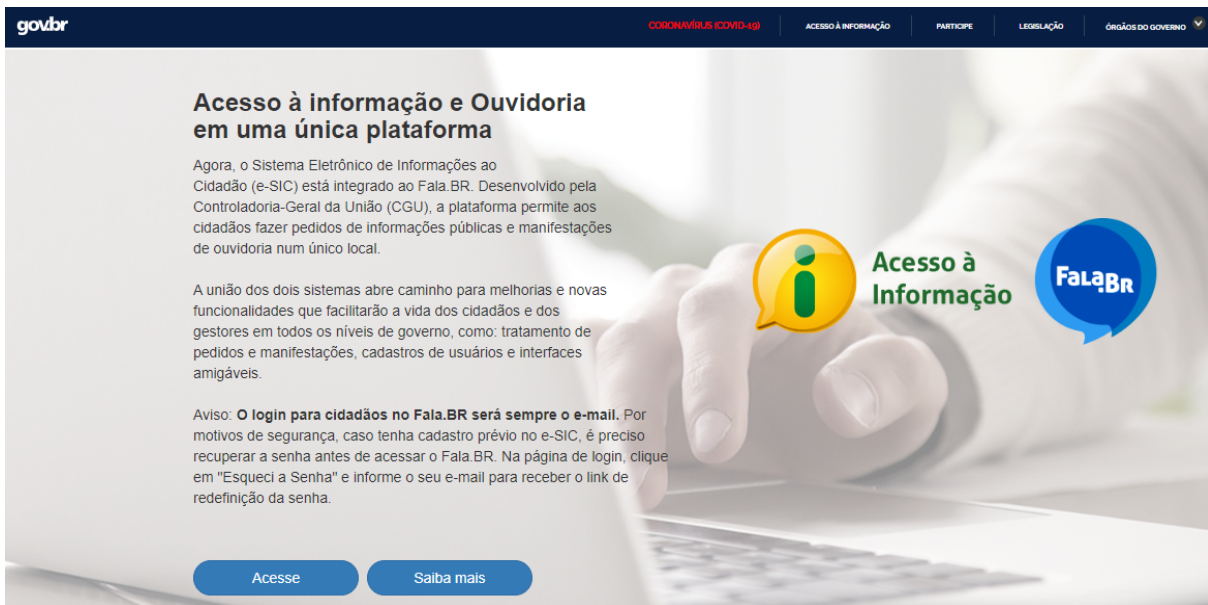 gov.br
CORONAVÍRUS (COVID-19)
ACESSO À INFORMAÇÃO
PARTICIPE
LEGISLAÇÃO
ÓRGÃOS DO GOVERNO
Acesso à informação e Ouvidoria
em uma única plataforma
Agora, o Sistema Eletrônico de Informações ao
Cidadão (e-SIC) está integrado ao Fala.BR. Desenvolvido pela
Controladoria-Geral da União (CGU), a plataforma permite aos
cidadãos fazer pedidos de informações públicas e manifestações
de ouvidoria num único local.
A união dos dois sistemas abre caminho para melhorias e novas
funcionalidades que facilitarão a vida dos cidadãos e dos
gestores em todos os níveis de governo, como: tratamento de
pedidos e manifestações, cadastros de usuários e interfaces
amigáveis.
Aviso: O login para cidadãos no Fala.BR será sempre o e-mail. Por
motivos de segurança, caso tenha cadastro prévio no e-SIC, é preciso
recuperar a senha antes de acessar o Fala.BR. Na página de login, clique
em "Esqueci a Senha" e informe o seu e-mail para receber o link de
redefinição da senha.
Acesse
Saiba mais
i
Acesso à
Informação
Fala.BR